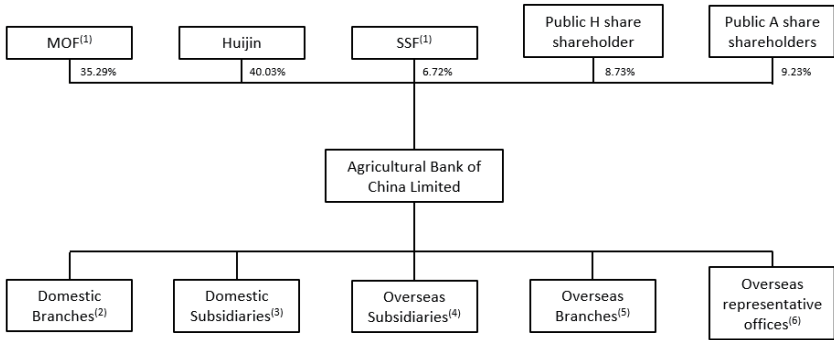 MOF(1)
Huijin
SSF(1)
Public H share
shareholder
Public A share
shareholders
35.29%
40.03%
6.72%
8.73%
9.23%
Agricultural Bank of
China Limited
Domestic
Branches(2)
Domestic
Subsidiaries(3)
Overseas
Subsidiaries(4)
Overseas
Branches(5)
Overseas
representative
offices(6)